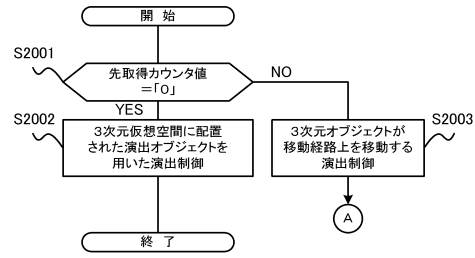 開 始
S2001
先取得カウンタ値
＝「0」
NO
YES
S2002
3次元仮想空間に配置
された演出オブジェクトを
用いた演出制御
3次元オブジェクトが
移動経路上を移動する
演出制御
S2003
A
終 了